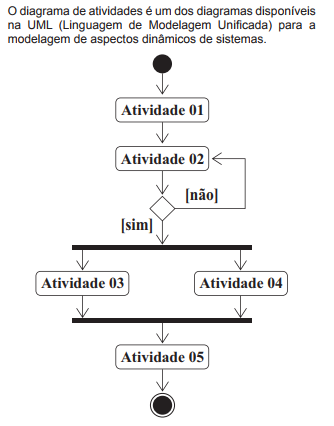 O diagrama de atividades é um dos diagramas disponíveis
na UML (Linguagem de Modelagem Unificada) para a
modelagem de aspectos dinâmicos de sistemas.
Atividade 01
Atividade 02
[não]
[sim]
Atividade 03 Atividade 04
Atividade 05